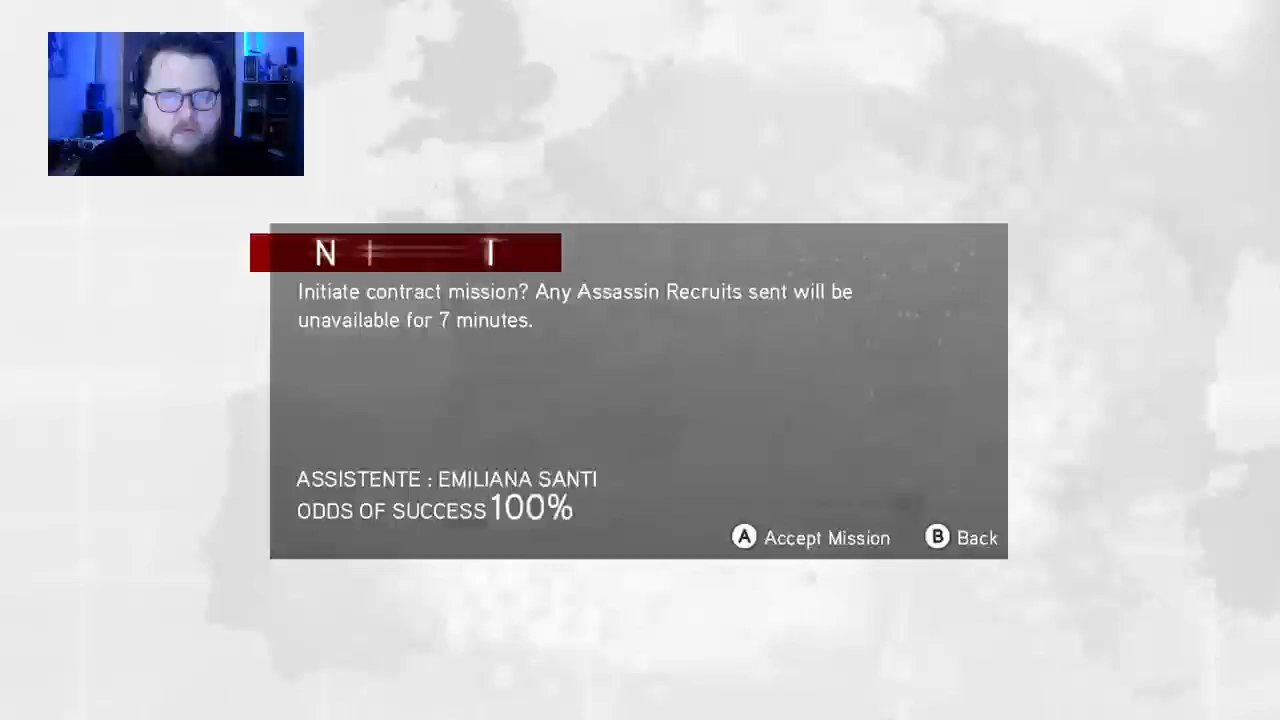 Initiate contract mission? Any Assassin Recruits sent will be
unavailable for 7 minutes.
ASSISTENTE : EMILIANA SANTI
ODDS OF SUCCESS 100%
A Accept Mission B Back